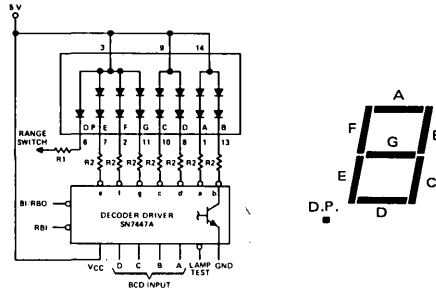 5 V
3 9 14
A
F
G
E
C
D.P.
D
D P E F G C D A B
RANGE SWITCH
6 7 2 11 10 8 1 13
R1
R2 R2 R2 R2 R2 R2 R2
e f g c d a b
BI/RBO
DECODER DRIVER
SN7447A
RBI
VCC D C B A LAMP TEST GND
BCD INPUT